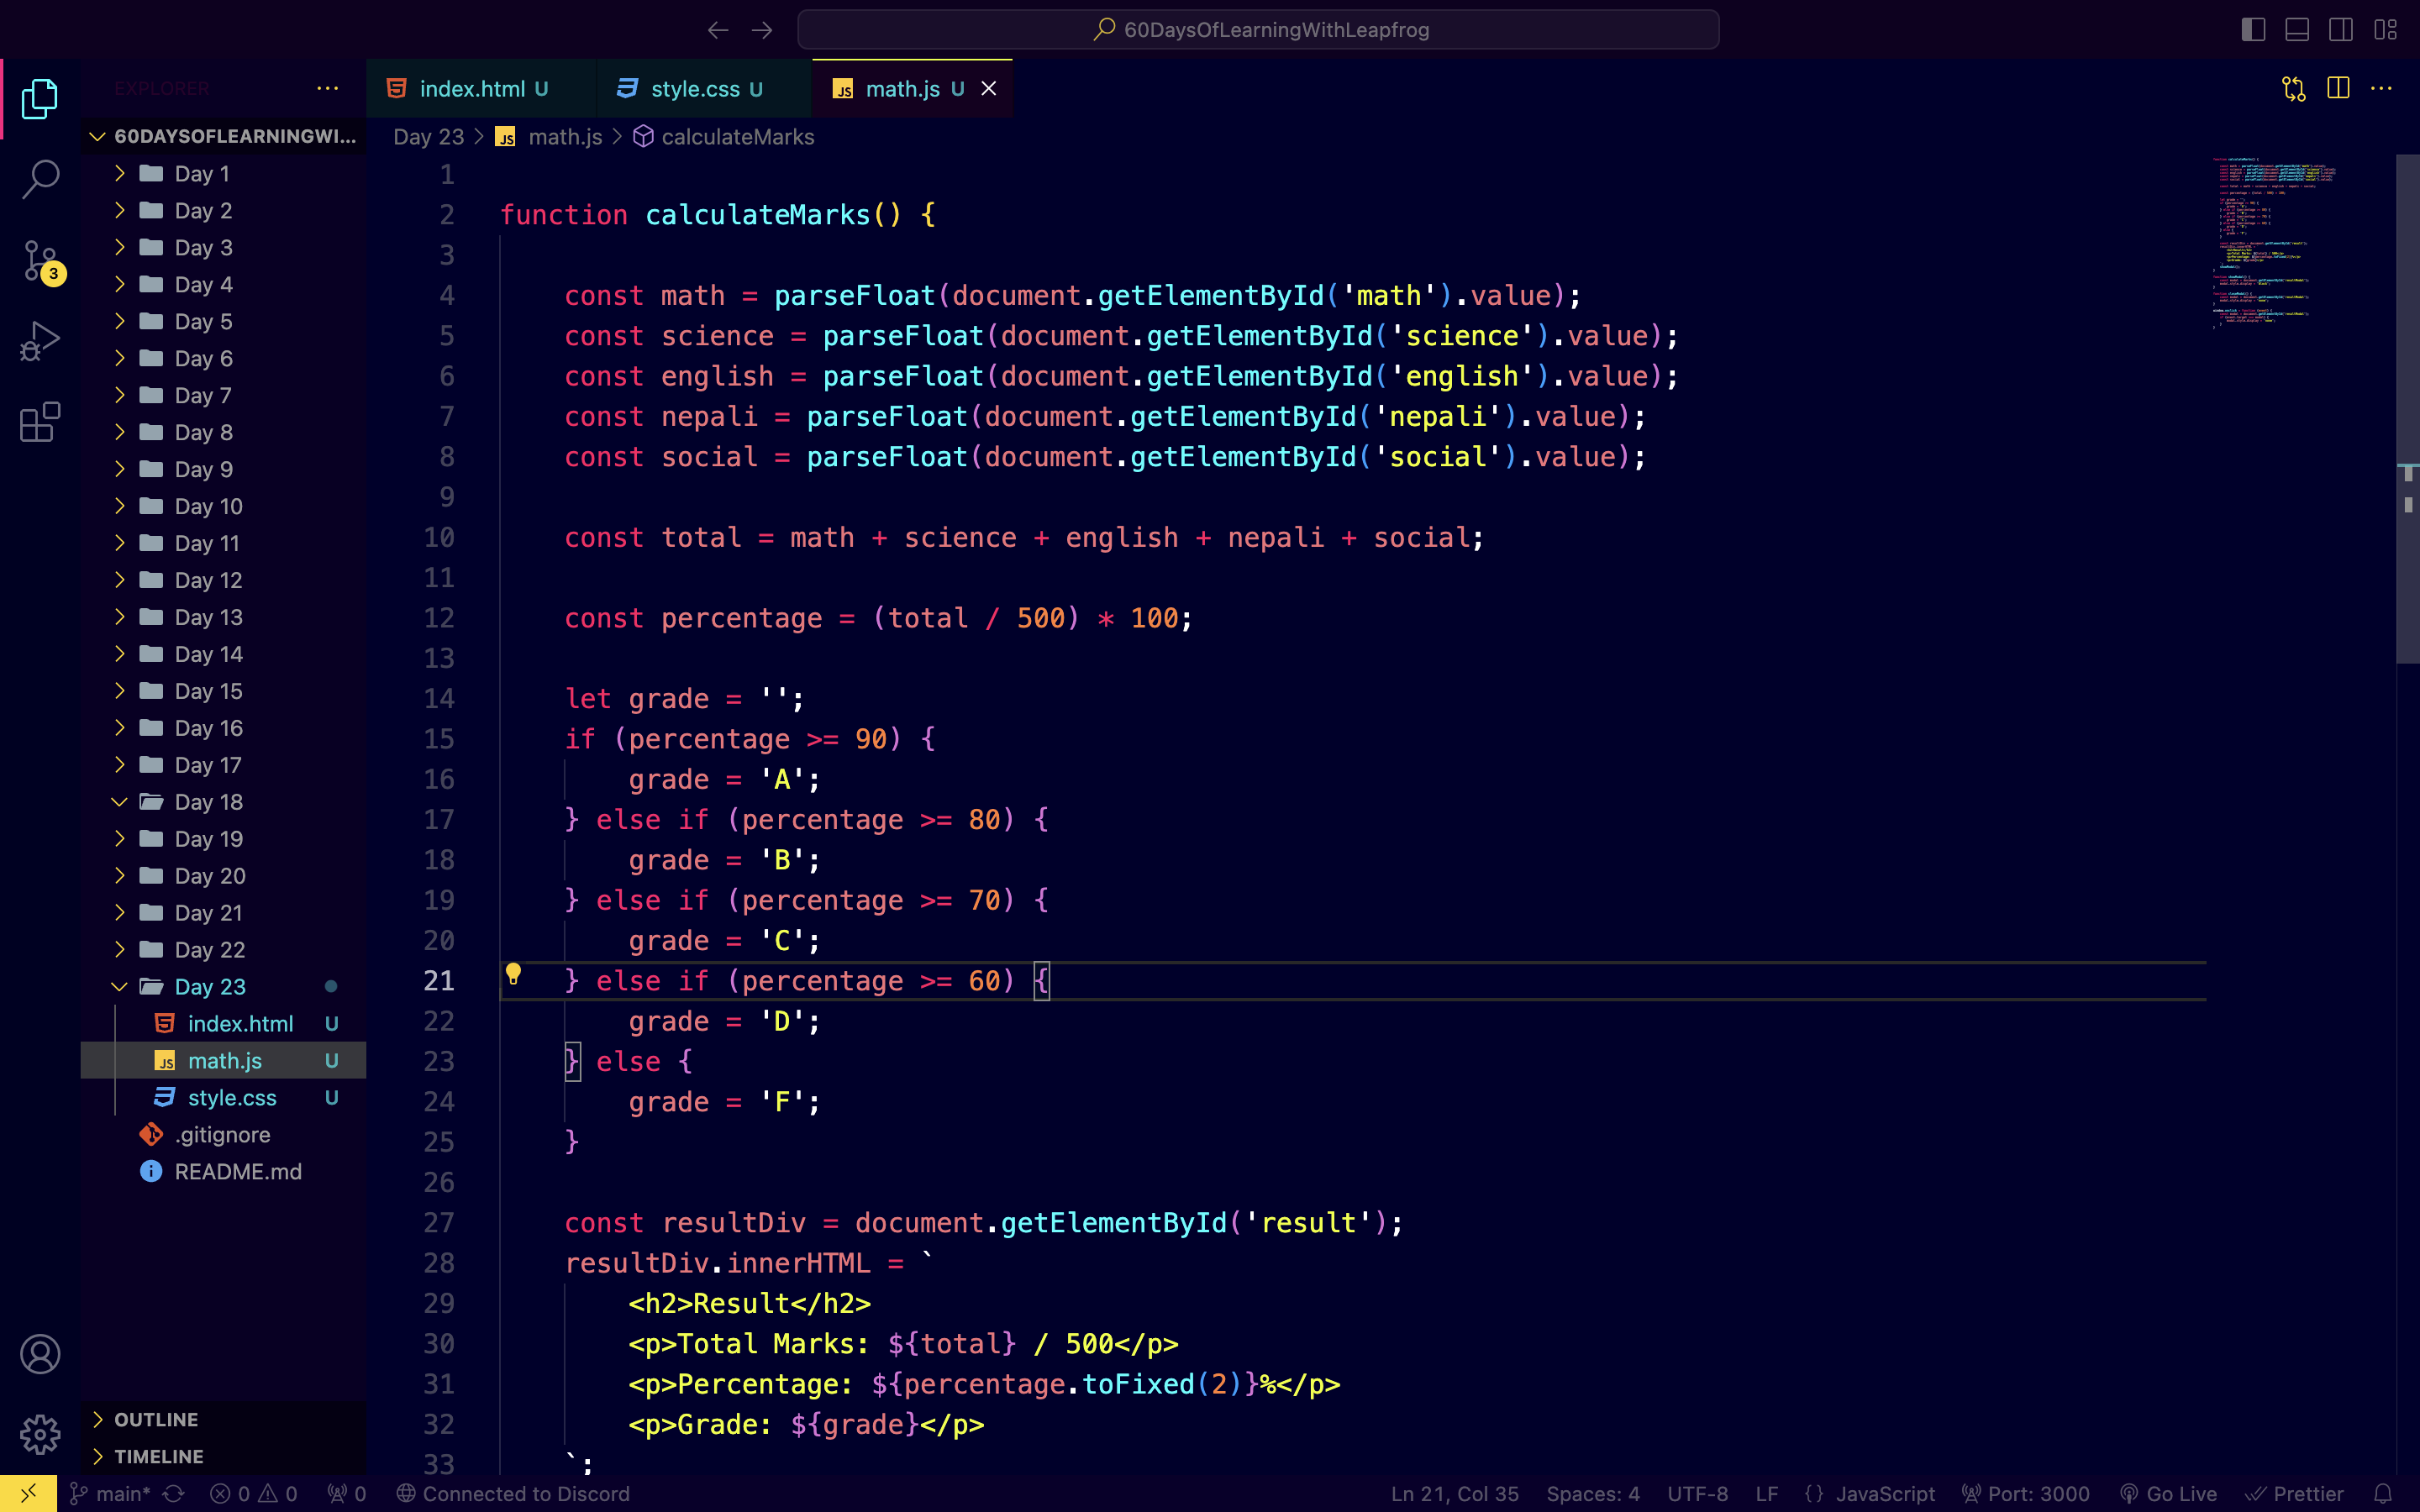 60DaysOfLearningWithLeapfrog
EXPLORER
index.html U
style.css U
math.js U
60DAYSOFLEARNINGWI...
Day 23 > JS math.js > calculateMarks
Day 1
Day 2
Day 3
Day 4
Day 5
Day 6
Day 7
Day 8
Day 9
Day 10
Day 11
Day 12
Day 13
Day 14
Day 15
Day 16
Day 17
Day 18
Day 19
Day 20
Day 21
Day 22
Day 23
index.html U
JS math.js U
style.css U
.gitignore
README.md
OUTLINE
TIMELINE
3
1
2 function calculateMarks() {
3
4     const math = parseFloat(document.getElementById('math').value);
5     const science = parseFloat(document.getElementById('science').value);
6     const english = parseFloat(document.getElementById('english').value);
7     const nepali = parseFloat(document.getElementById('nepali').value);
8     const social = parseFloat(document.getElementById('social').value);
9
10     const total = math + science + english + nepali + social;
11
12     const percentage = (total / 500) * 100;
13
14     let grade = '';
15     if (percentage >= 90) {
16         grade = 'A';
17     } else if (percentage >= 80) {
18         grade = 'B';
19     } else if (percentage >= 70) {
20         grade = 'C';
21     } else if (percentage >= 60) {
22         grade = 'D';
23     } else {
24         grade = 'F';
25     }
26
27     const resultDiv = document.getElementById('result');
28     resultDiv.innerHTML = `
29         <h2>Result</h2>
30         <p>Total Marks: ${total} / 500</p>
31         <p>Percentage: ${percentage.toFixed(2)}%</p>
32         <p>Grade: ${grade}</p>
33     `;
main* 0 0 0 Connected to Discord Ln 21, Col 35 Spaces: 4 UTF-8 LF {} JavaScript Port: 3000 Go Live Prettier